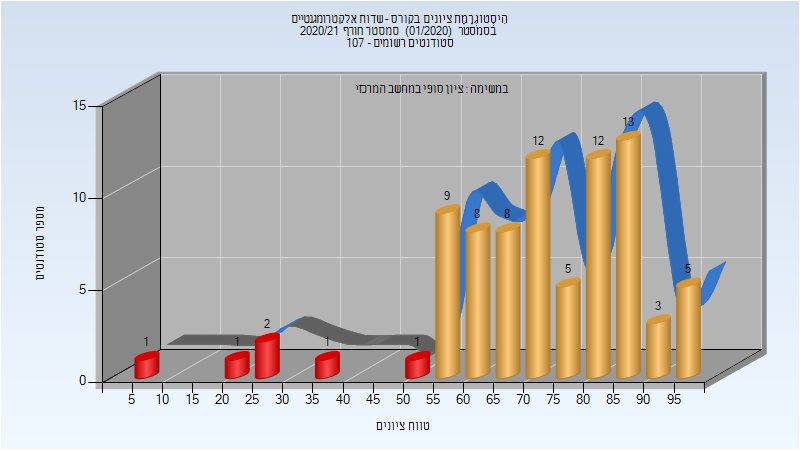 היסטוגרמת ציונים בקורס - שדות אלקטרומגנטיים
בסמסטר (01/2020) סמסטר חורף 2020/21
סטודנטים רשומים - 107
במשימה : ציון סופי במחשב המרכזי
מספר סטודנטים
15
10
5
0
1 1 2 1 1 9 8 8 12 5 12 13 3 5
5 10 15 20 25 30 35 40 45 50 55 60 65 70 75 80 85 90 95
טווח ציונים